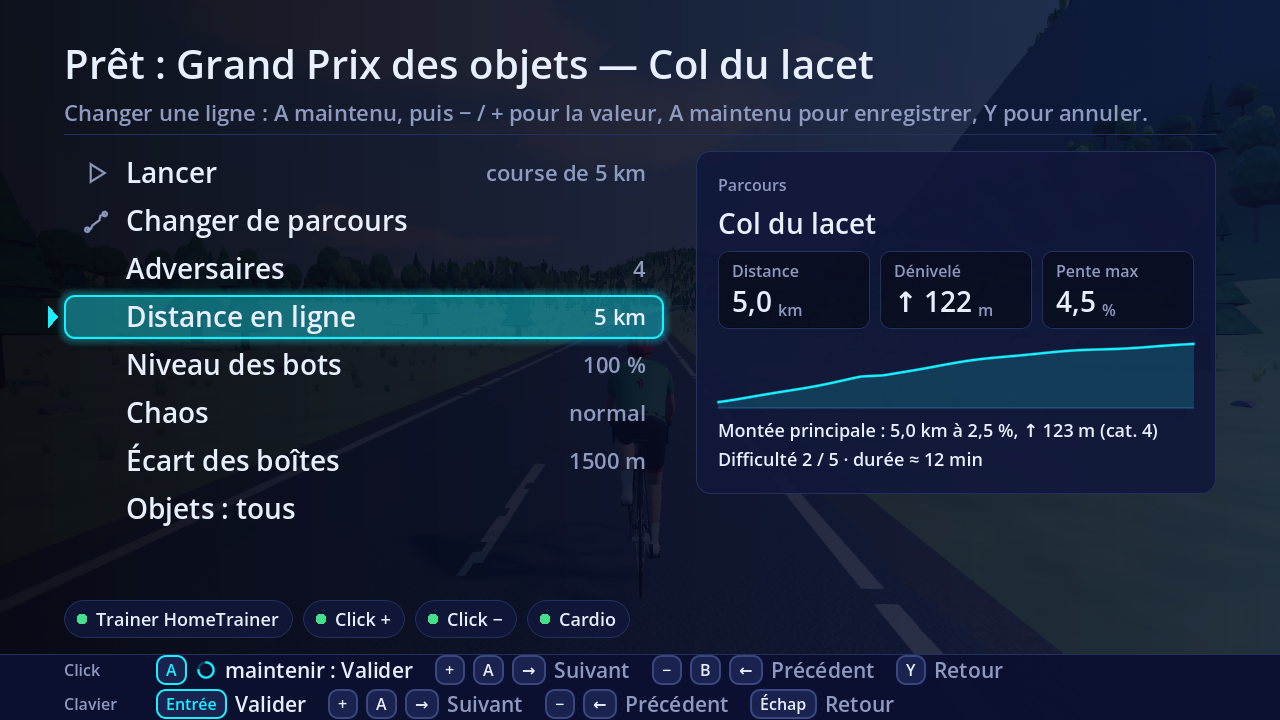 Prêt : Grand Prix des objets — Col du lacet
Changer une ligne : A maintenu, puis − / + pour la valeur, A maintenu pour enregistrer, Y pour annuler.
Lancer course de 5 km
Changer de parcours
Adversaires 4
Distance en ligne 5 km
Niveau des bots 100 %
Chaos normal
Écart des boîtes 1500 m
Objets : tous
Parcours
Col du lacet
Distance Dénivelé Pente max
5,0 km ↑ 122 m 4,5 %
Montée principale : 5,0 km à 2,5 %, ↑ 123 m (cat. 4)
Difficulté 2 / 5 · durée ≈ 12 min
Trainer HomeTrainer Click + Click − Cardio
Click A maintenir : Valider + A → Suivant − B ← Précédent Y Retour
Clavier Entrée Valider + A → Suivant − ← Précédent Échap Retour